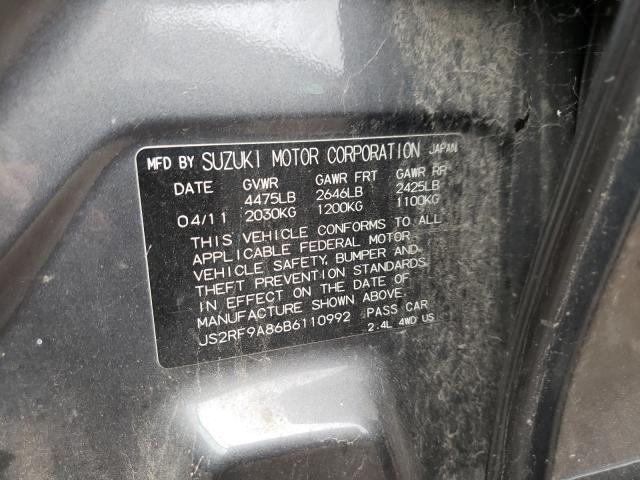 MFD BY SUZUKI MOTOR CORPORATION JAPAN
DATE GVWR GAWR FRT GAWR RR
4475LB 2646LB 2425LB
04/11 2030KG 1200KG 1100KG
THIS VEHICLE CONFORMS TO ALL
APPLICABLE FEDERAL MOTOR
VEHICLE SAFETY, BUMPER AND
THEFT PREVENTION STANDARDS
IN EFFECT ON THE DATE OF
MANUFACTURE SHOWN ABOVE.
JS2RF9A86B6110992 PASS CAR
2.4L 4WD US